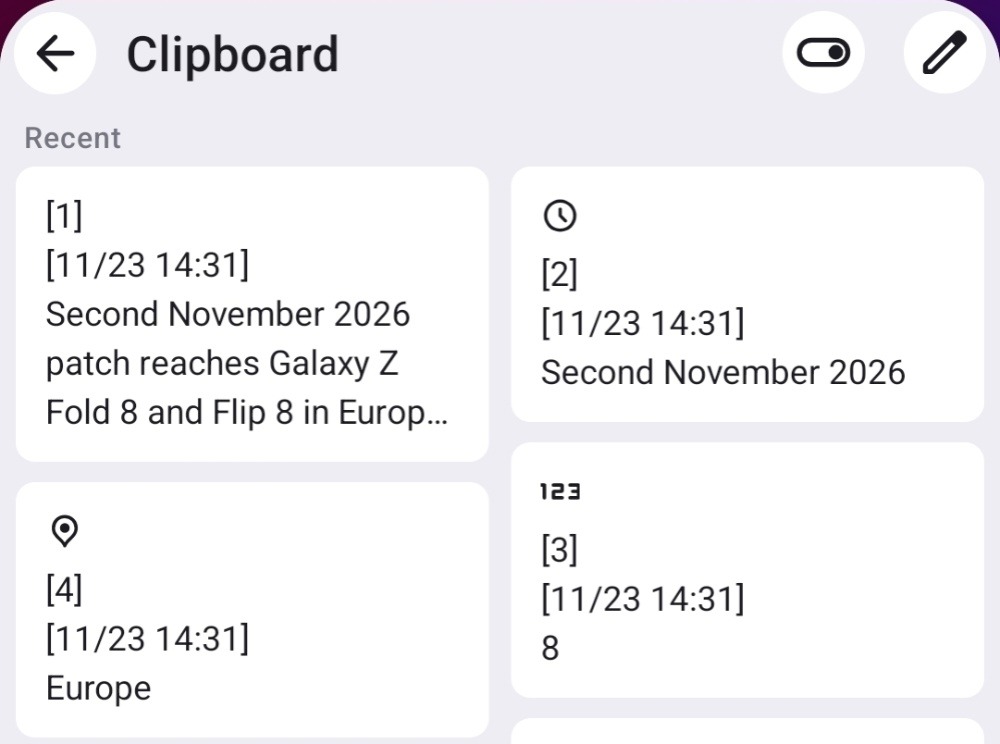 Clipboard
Recent
[1]
[11/23 14:31]
Second November 2026
patch reaches Galaxy Z
Fold 8 and Flip 8 in Europ...
[2]
[11/23 14:31]
Second November 2026
123
[3]
[11/23 14:31]
8
[4]
[11/23 14:31]
Europe